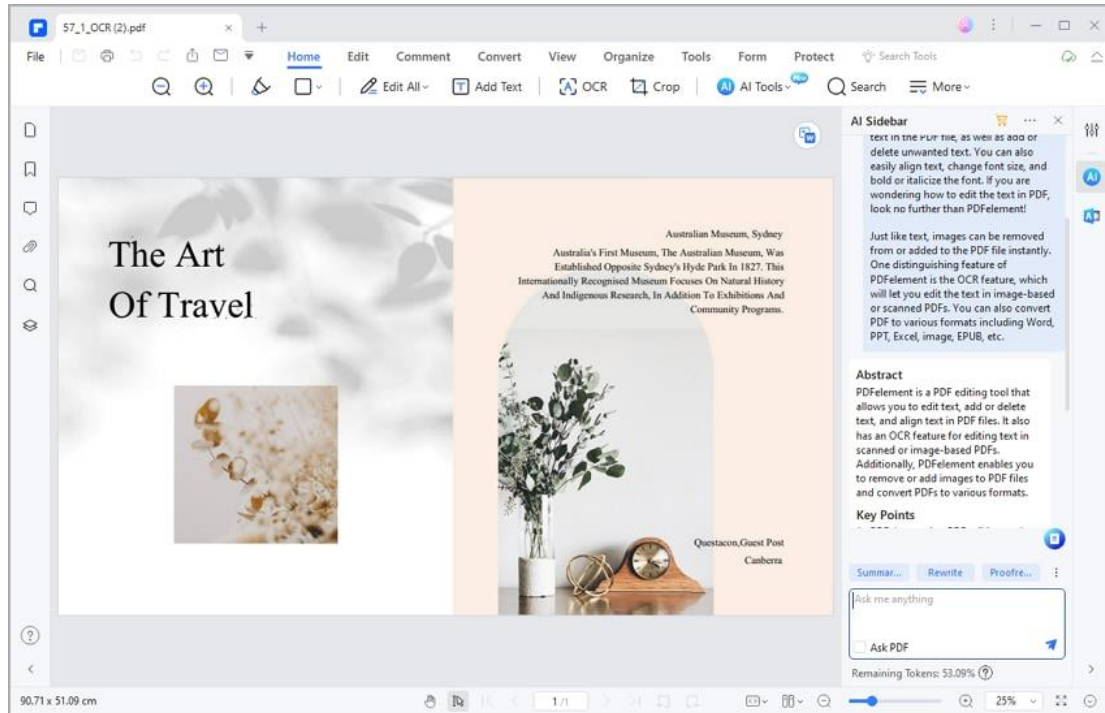 57_1_OCR (2).pdf
File
Home Edit Comment Convert View Organize Tools Form Protect Search Tools
Edit All Add Text OCR Crop AI Tools Search More
The Art
Of Travel
Australian Museum, Sydney
Australia's First Museum, The Australian Museum, Was
Established Opposite Sydney's Hyde Park In 1827. This
Internationally Recognised Museum Focuses On Natural History
And Indigenous Research, In Addition To Exhibitions And
Community Programs.
Questacon,Guest Post
Canberra
AI Sidebar
text in the PDF file, as well as add or
delete unwanted text. You can also
easily align text, change font size, and
bold or italicize the font. If you are
wondering how to edit the text in PDF,
look no further than PDFelement!
Just like text, images can be removed
from or added to the PDF file instantly.
One distinguishing feature of
PDFelement is the OCR feature, which
will let you edit the text in image-based
or scanned PDFs. You can also convert
PDF to various formats including Word,
PPT, Excel, image, EPUB, etc.
Abstract
PDFelement is a PDF editing tool that
allows you to edit text, add or delete
text, and align text in PDF files. It also
has an OCR feature for editing text in
scanned or image-based PDFs.
Additionally, PDFelement enables you
to remove or add images to PDF files
and convert PDFs to various formats.
Key Points
Summar... Rewrite Proofre...
Ask me anything
Ask PDF
Remaining Tokens: 53.09%
90.71 x 51.09 cm
1 /1
25%